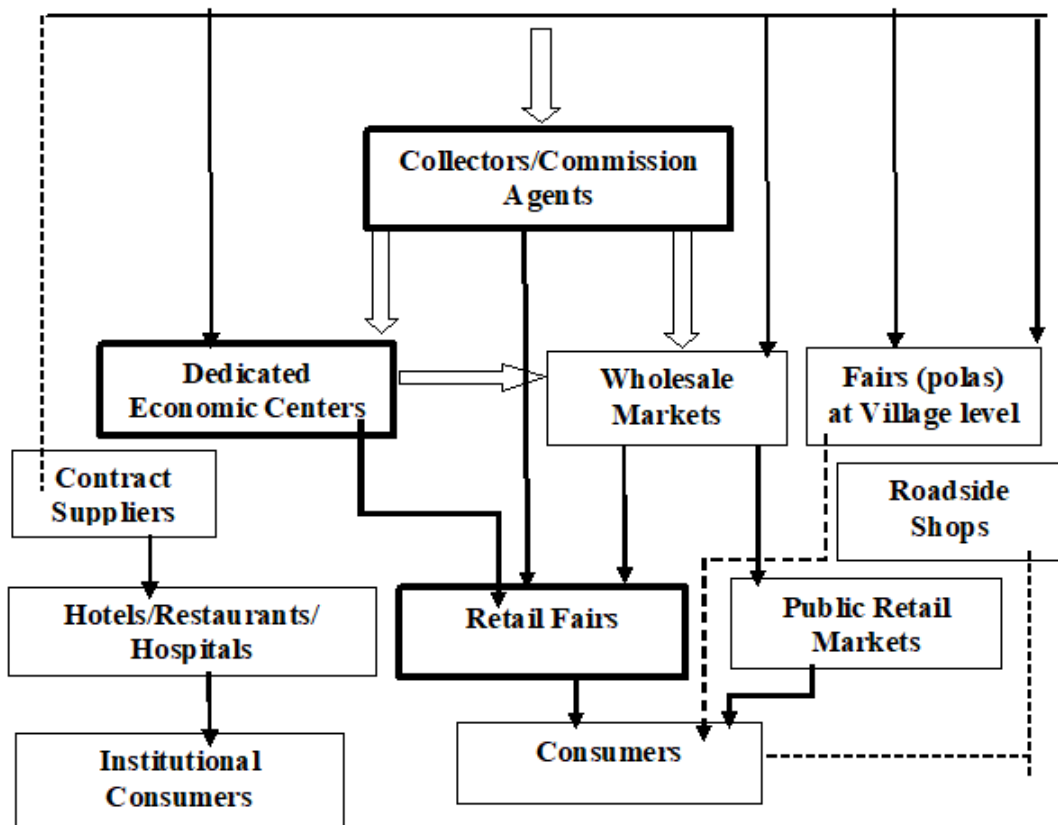 Collectors/Commission
Agents
Dedicated
Economic Centers
Wholesale
Markets
Fairs (polas)
at Village level
Contract
Suppliers
Roadside
Shops
Hotels/Restaurants/
Hospitals
Retail Fairs
Public Retail
Markets
Institutional
Consumers
Consumers